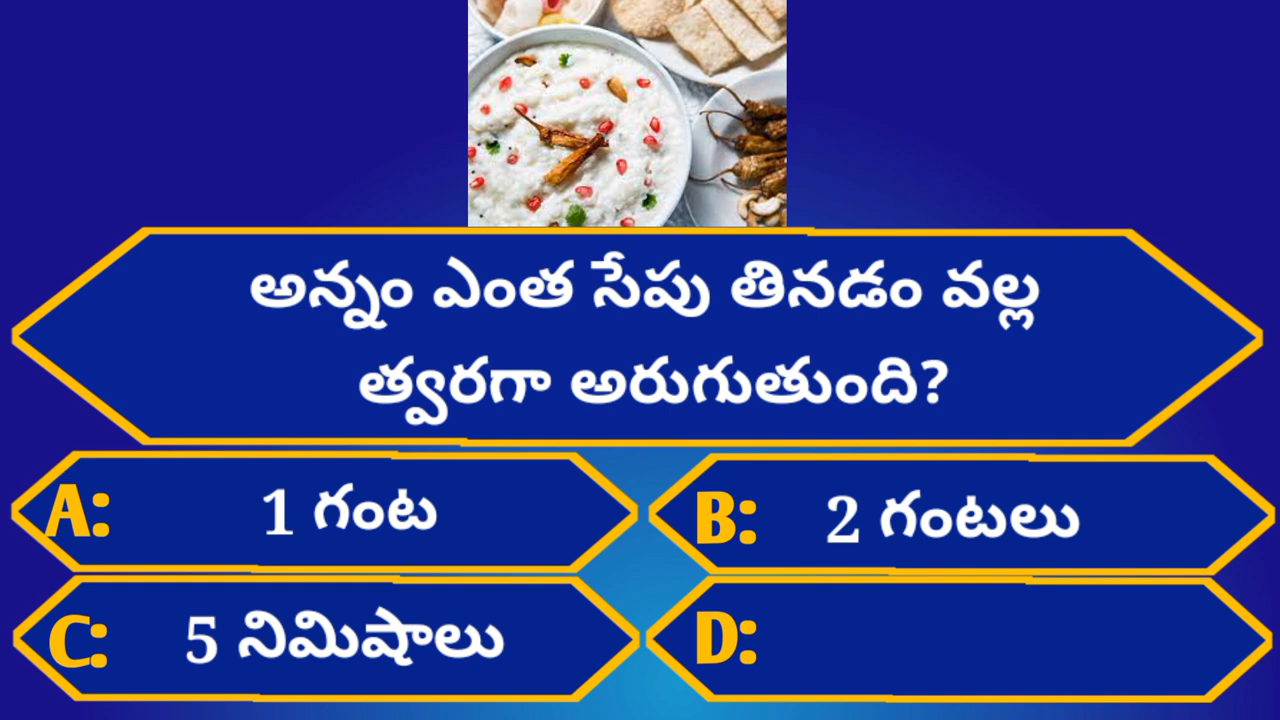 అన్నం ఎంత సేపు తినడం వల్ల
త్వరగా అరుగుతుంది?
A: 1 గంట
B: 2 గంటలు
C: 5 నిమిషాలు
D: